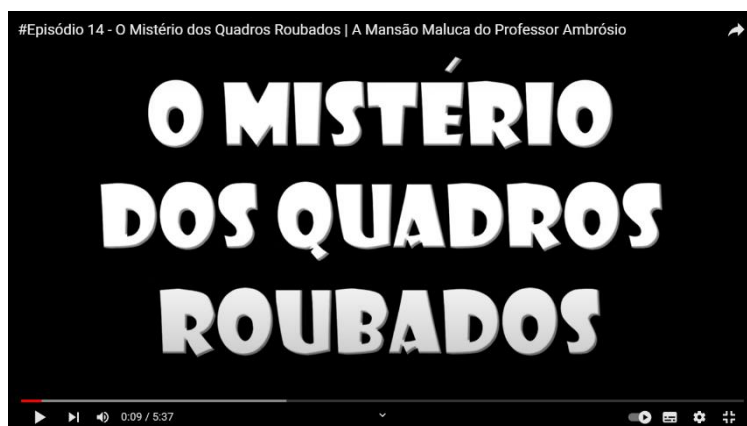 #Episódio 14 - O Mistério dos Quadros Roubados | A Mansão Maluca do Professor Ambrósio
O MISTÉRIO
DOS QUADROS
ROUBADOS
0:09 / 5:37